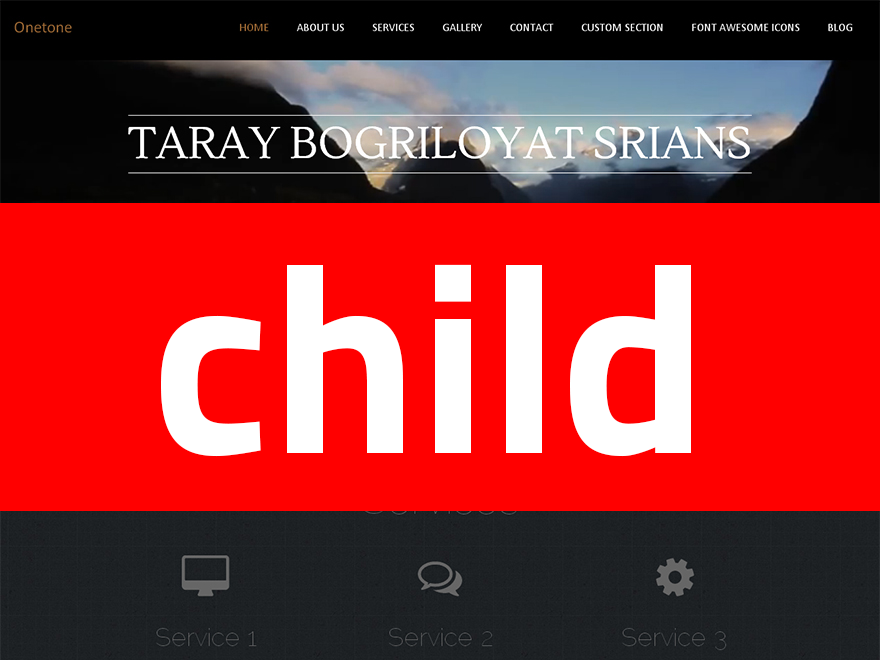 Onetone
HOME ABOUT US SERVICES GALLERY CONTACT CUSTOM SECTION FONT AWESOME ICONS BLOG
TARAY BOGRILOYAT SRIANS
child
Services
Service 1 Service 2 Service 3